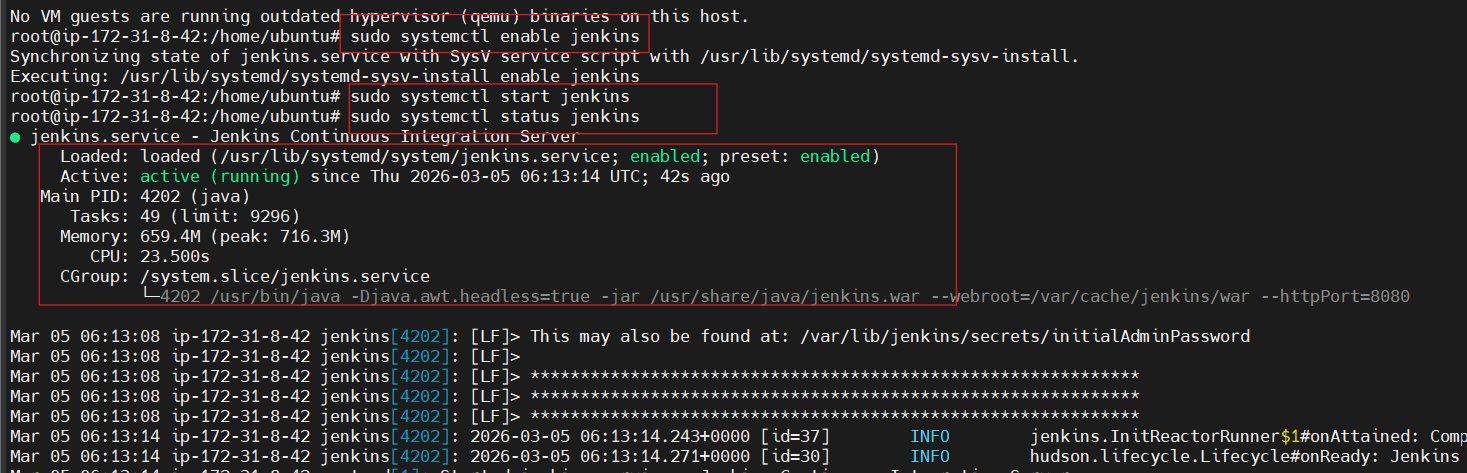 No VM guests are running outdated hypervisor (qemu) binaries on this host.
root@ip-172-31-8-42:/home/ubuntu# sudo systemctl enable jenkins
Synchronizing state of jenkins.service with SysV service script with /usr/lib/systemd/systemd-sysv-install.
Executing: /usr/lib/systemd/systemd-sysv-install enable jenkins
root@ip-172-31-8-42:/home/ubuntu# sudo systemctl start jenkins
root@ip-172-31-8-42:/home/ubuntu# sudo systemctl status jenkins
● jenkins.service - Jenkins Continuous Integration Server
Loaded: loaded (/usr/lib/systemd/system/jenkins.service; enabled; preset: enabled)
Active: active (running) since Thu 2026-03-05 06:13:14 UTC; 42s ago
Main PID: 4202 (java)
Tasks: 49 (limit: 9296)
Memory: 659.4M (peak: 716.3M)
CPU: 23.500s
CGroup: /system.slice/jenkins.service
└─4202 /usr/bin/java -Djava.awt.headless=true -jar /usr/share/java/jenkins.war --webroot=/var/cache/jenkins/war --httpPort=8080
Mar 05 06:13:08 ip-172-31-8-42 jenkins[4202]: [LF]> This may also be found at: /var/lib/jenkins/secrets/initialAdminPassword
Mar 05 06:13:08 ip-172-31-8-42 jenkins[4202]: [LF]>
Mar 05 06:13:08 ip-172-31-8-42 jenkins[4202]: [LF]> *************************************************************
Mar 05 06:13:08 ip-172-31-8-42 jenkins[4202]: [LF]> *************************************************************
Mar 05 06:13:08 ip-172-31-8-42 jenkins[4202]: [LF]> *************************************************************
Mar 05 06:13:14 ip-172-31-8-42 jenkins[4202]: 2026-03-05 06:13:14.243+0000 [id=37] INFO jenkins.InitReactorRunner$1#onAttained: Comp
Mar 05 06:13:14 ip-172-31-8-42 jenkins[4202]: 2026-03-05 06:13:14.271+0000 [id=30] INFO hudson.lifecycle.Lifecycle#onReady: Jenkins